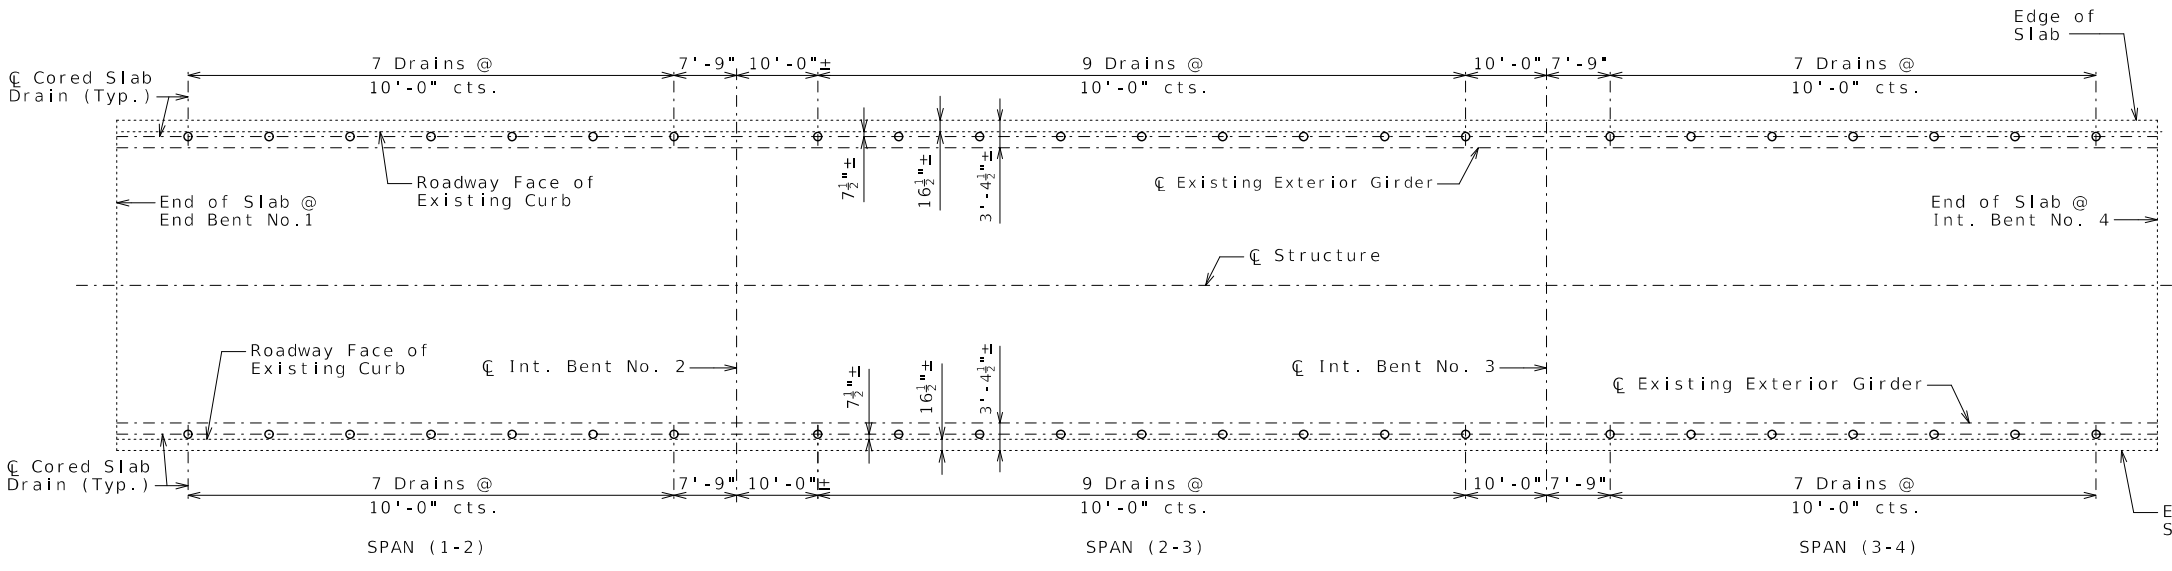 Edge of
Slab
℄ Cored Slab
Drain (Typ.)
7 Drains @
10'-0" cts.
7'-9"
10'-0"±
9 Drains @
10'-0" cts.
10'-0"
7'-9"
7 Drains @
10'-0" cts.
Roadway Face of
Existing Curb
7½"±
16½"±
3'-4½"±
℄ Existing Exterior Girder
End of Slab @
End Bent No.1
End of Slab @
Int. Bent No. 4
℄ Structure
Roadway Face of
Existing Curb
℄ Int. Bent No. 2
7½"±
16½"±
3'-4½"±
℄ Int. Bent No. 3
℄ Existing Exterior Girder
℄ Cored Slab
Drain (Typ.)
7 Drains @
10'-0" cts.
7'-9"
10'-0"±
9 Drains @
10'-0" cts.
10'-0"
7'-9"
7 Drains @
10'-0" cts.
E
S
SPAN (1-2)
SPAN (2-3)
SPAN (3-4)